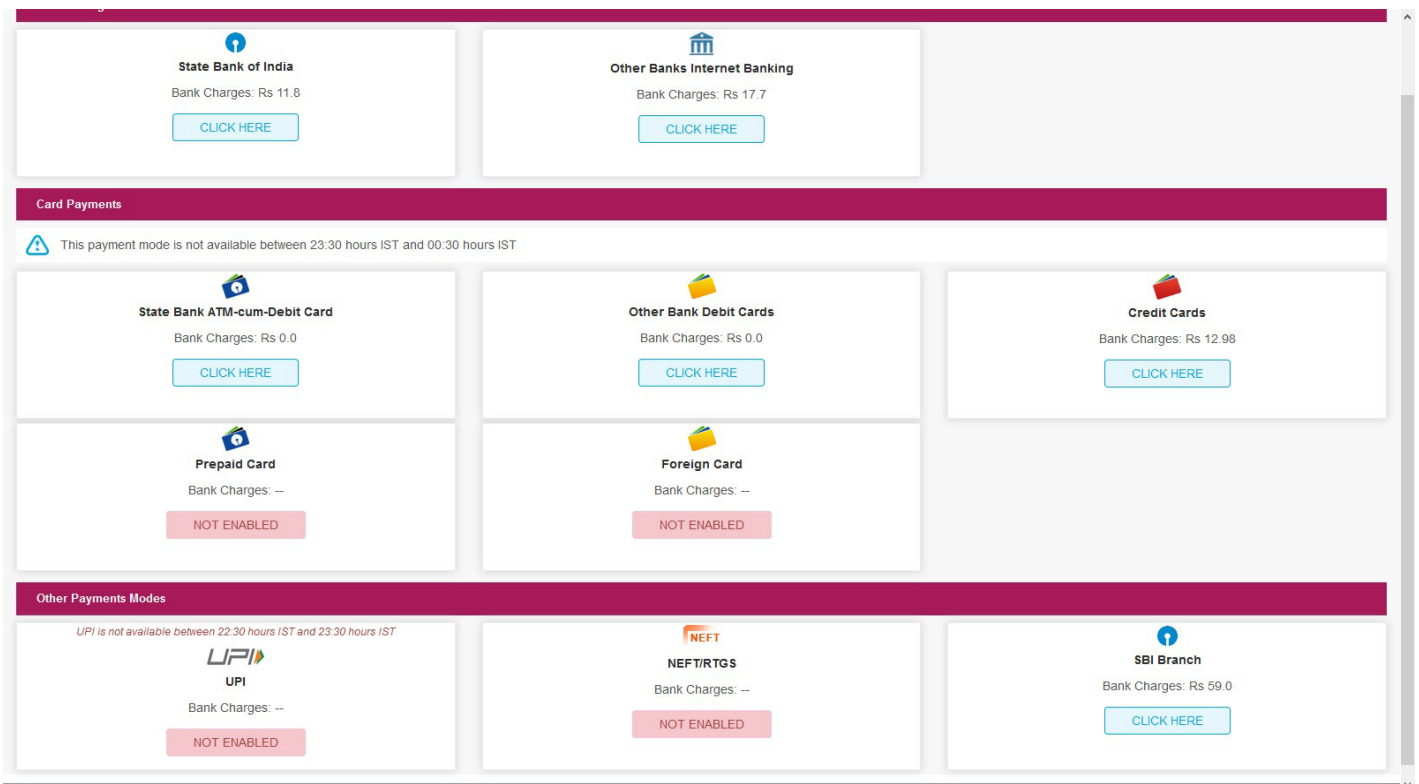 State Bank of India
Bank Charges: Rs 11.8
CLICK HERE
Other Banks Internet Banking
Bank Charges: Rs 17.7
CLICK HERE
Card Payments
This payment mode is not available between 23:30 hours IST and 00:30 hours IST
State Bank ATM-cum-Debit Card
Bank Charges: Rs 0.0
CLICK HERE
Other Bank Debit Cards
Bank Charges: Rs 0.0
CLICK HERE
Credit Cards
Bank Charges: Rs 12.98
CLICK HERE
Prepaid Card
Bank Charges: --
NOT ENABLED
Foreign Card
Bank Charges: --
NOT ENABLED
Other Payments Modes
UPI is not available between 22:30 hours IST and 23:30 hours IST
UPI
UPI
Bank Charges: --
NOT ENABLED
NEFT
NEFT/RTGS
Bank Charges: --
NOT ENABLED
SBI Branch
Bank Charges: Rs 59.0
CLICK HERE